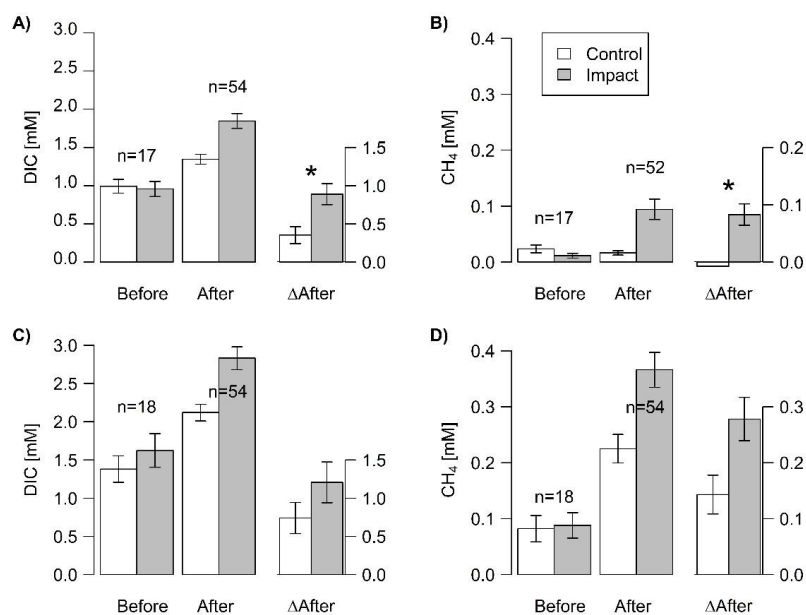 A)
DIC [mM]
3.0
2.5
2.0
1.5
1.0
0.5
0.0
n=17
n=54
*
1.5
1.0
0.5
0.0
Before After ΔAfter
B)
CH4 [mM]
0.4
0.3
0.2
0.1
0.0
Control
Impact
n=17
n=52
*
0.2
0.1
0.0
Before After ΔAfter
C)
DIC [mM]
3.0
2.5
2.0
1.5
1.0
0.5
0.0
n=18
n=54
1.5
1.0
0.5
0.0
Before After ΔAfter
D)
CH4 [mM]
0.4
0.3
0.2
0.1
0.0
n=18
n=54
0.3
0.2
0.1
0.0
Before After ΔAfter